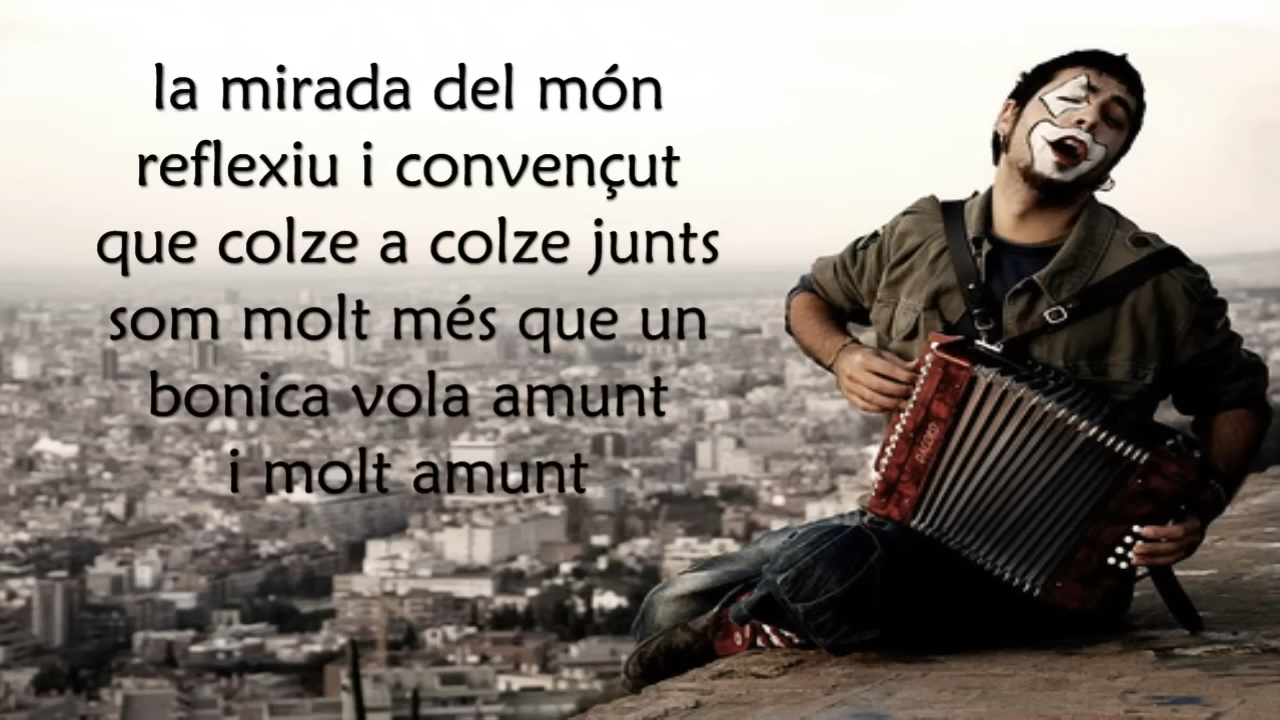 la mirada del món
reflexiu i convençut
que colze a colze junts
som molt més que un
bonica vola amunt
i molt amunt